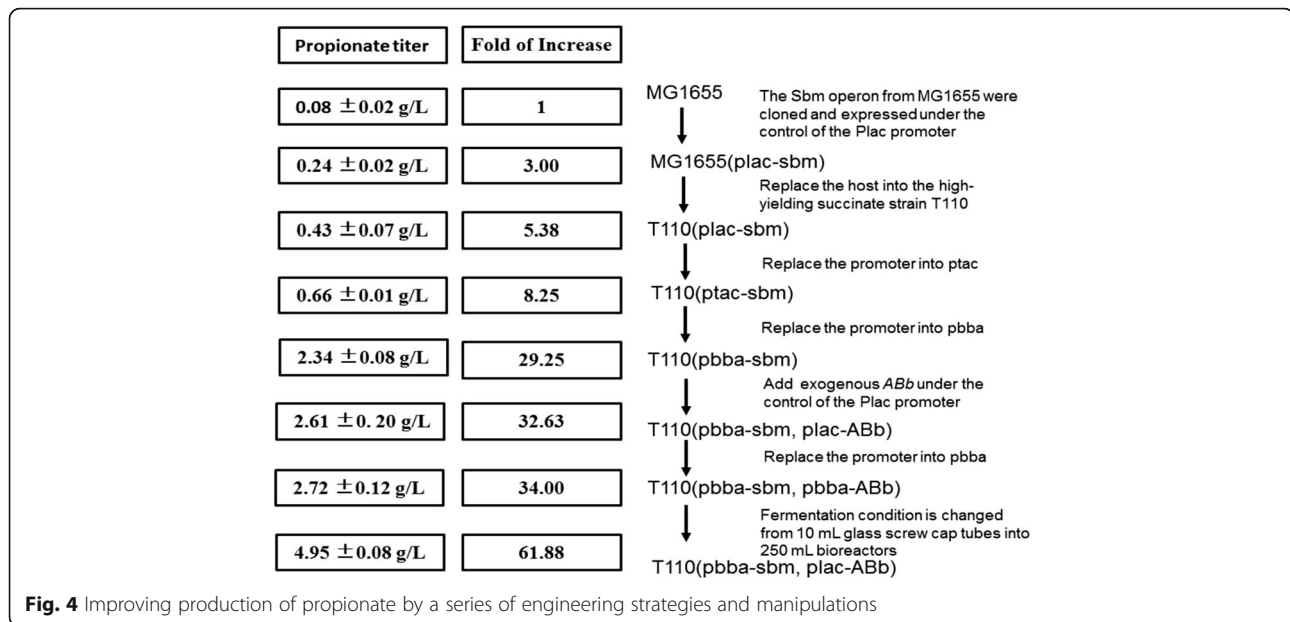 Propionate titer Fold of Increase
0.08 ±0.02 g/L 1 MG1655
The Sbm operon from MG1655 were
cloned and expressed under the
control of the Plac promoter
0.24 ±0.02 g/L 3.00 MG1655(plac-sbm)
Replace the host into the high-
yielding succinate strain T110
0.43 ±0.07 g/L 5.38 T110(plac-sbm)
Replace the promoter into ptac
0.66 ±0.01 g/L 8.25 T110(ptac-sbm)
Replace the promoter into pbba
2.34 ±0.08 g/L 29.25 T110(pbba-sbm)
Add exogenous ABb under the
control of the Plac promoter
2.61 ±0. 20 g/L 32.63 T110(pbba-sbm, plac-ABb)
Replace the promoter into pbba
2.72 ±0.12 g/L 34.00 T110(pbba-sbm, pbba-ABb)
Fermentation condition is changed
from 10 mL glass screw cap tubes into
250 mL bioreactors
4.95 ±0.08 g/L 61.88 T110(pbba-sbm, plac-ABb)
Fig. 4 Improving production of propionate by a series of engineering strategies and manipulations